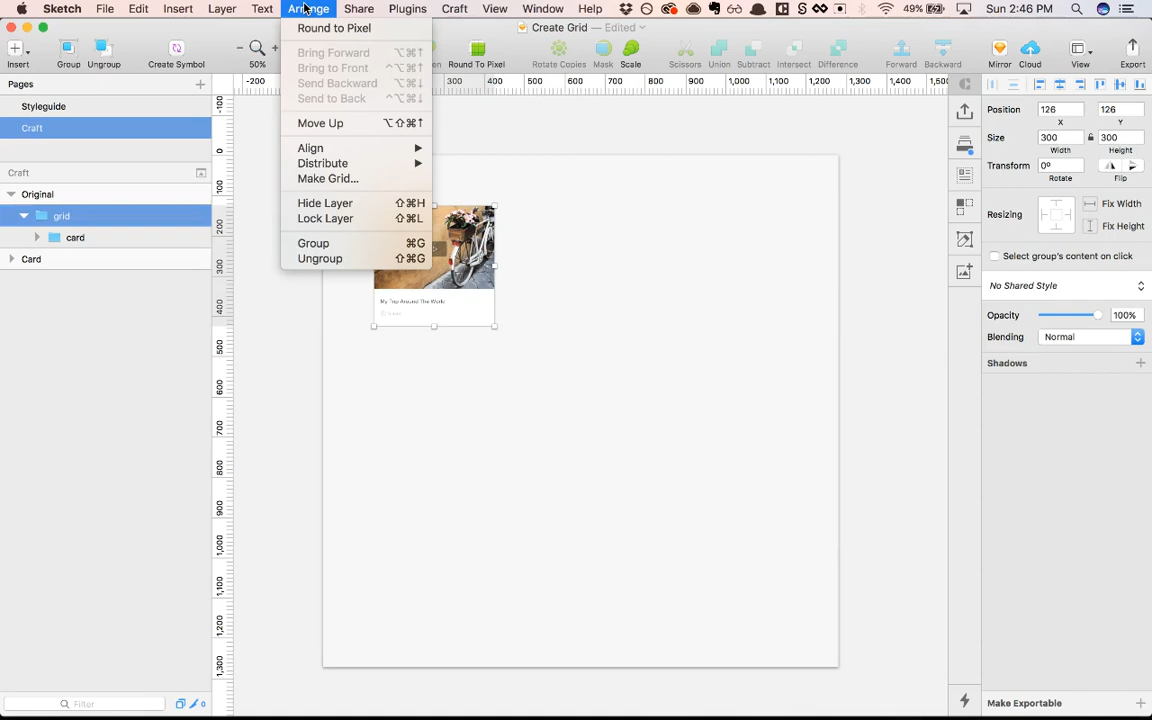 Sketch File Edit Insert Layer Text Arrange Share Plugins Craft View Window Help 49% Sun 2:46 PM
Create Grid — Edited
Insert Group Ungroup Create Symbol 50% Round To Pixel Rotate Copies Mask Scale Scissors Union Subtract Intersect Difference Forward Backward Mirror Cloud View Export
Pages
Styleguide
Craft
Craft
Original
grid
card
Card
Filter
0
Round to Pixel
Bring Forward ⌥⌘↑
Bring to Front ^⌥⌘↑
Send Backward ⌥⌘↓
Send to Back ^⌥⌘↓
Move Up ⌥⇧⌘↑
Align
Distribute
Make Grid...
Hide Layer ⇧⌘H
Lock Layer ⇧⌘L
Group ⌘G
Ungroup ⇧⌘G
-200 300 400 500 600 700 800 900 1,000 1,100 1,200 1,300 1,400 1,500
-100
0
100
200
300
400
500
600
700
800
900
1,000
1,100
1,200
1,300
My Trip Around The World
Position 126 126
X Y
Size 300 300
Width Height
Transform 0º
Rotate Flip
Resizing Fix Width
Fix Height
Select group's content on click
No Shared Style
Opacity 100%
Blending Normal
Shadows
Make Exportable